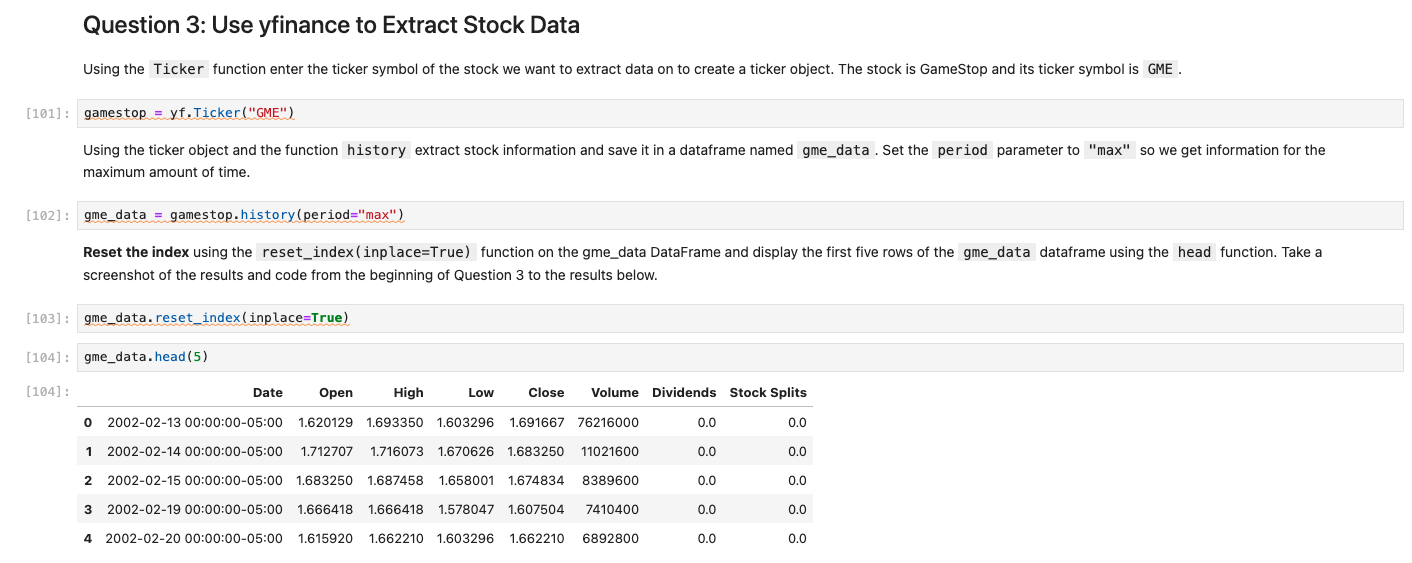 Question 3: Use yfinance to Extract Stock Data
Using the Ticker function enter the ticker symbol of the stock we want to extract data on to create a ticker object. The stock is GameStop and its ticker symbol is GME .
[101]: gamestop = yf.Ticker("GME")
Using the ticker object and the function history extract stock information and save it in a dataframe named gme_data . Set the period parameter to "max" so we get information for the
maximum amount of time.
[102]: gme_data = gamestop.history(period="max")
Reset the index using the reset_index(inplace=True) function on the gme_data DataFrame and display the first five rows of the gme_data dataframe using the head function. Take a
screenshot of the results and code from the beginning of Question 3 to the results below.
[103]: gme_data.reset_index(inplace=True)
[104]: gme_data.head(5)
[104]: Date Open High Low Close Volume Dividends Stock Splits
0 2002-02-13 00:00:00-05:00 1.620129 1.693350 1.603296 1.691667 76216000 0.0 0.0
1 2002-02-14 00:00:00-05:00 1.712707 1.716073 1.670626 1.683250 11021600 0.0 0.0
2 2002-02-15 00:00:00-05:00 1.683250 1.687458 1.658001 1.674834 8389600 0.0 0.0
3 2002-02-19 00:00:00-05:00 1.666418 1.666418 1.578047 1.607504 7410400 0.0 0.0
4 2002-02-20 00:00:00-05:00 1.615920 1.662210 1.603296 1.662210 6892800 0.0 0.0